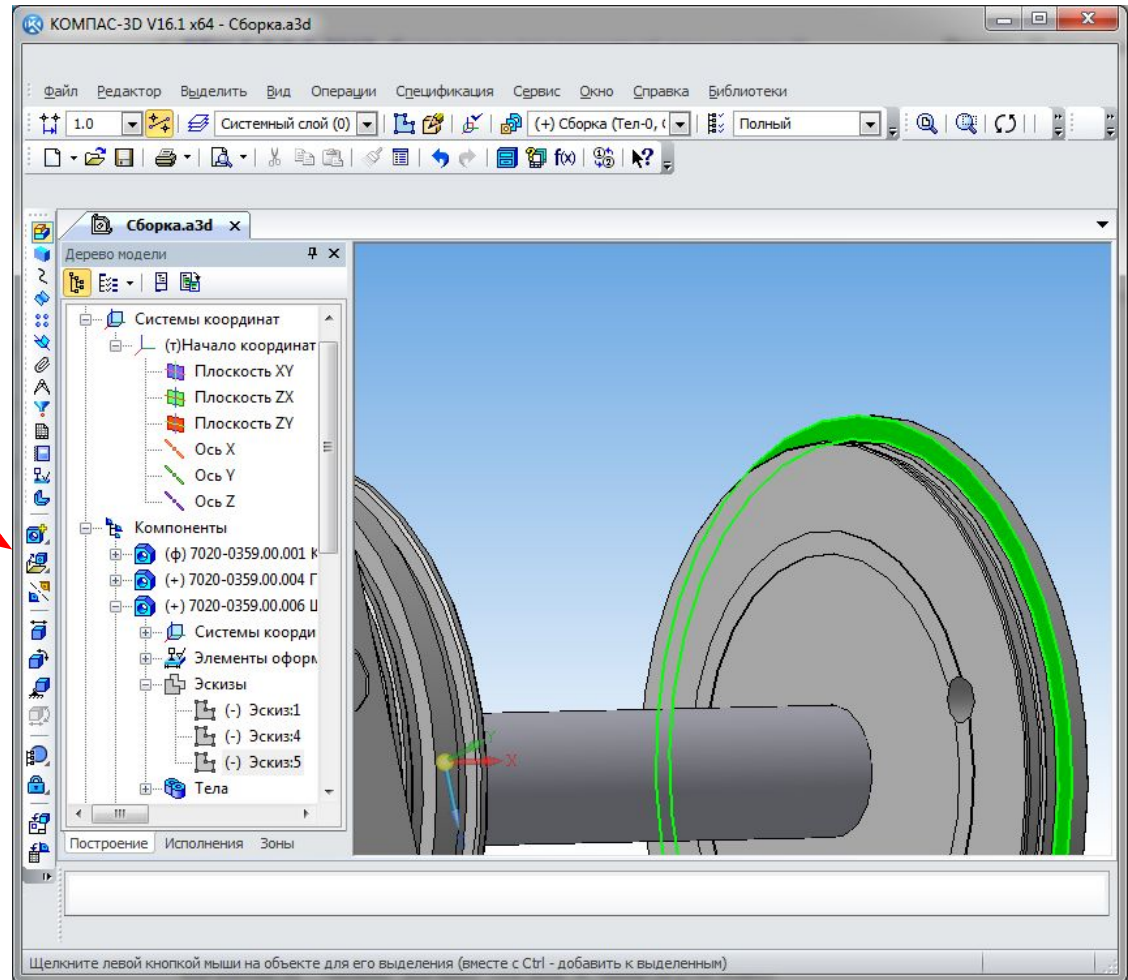 КОМПАС-3D V16.1 x64 - Сборка.a3d
Файл Редактор Выделить Вид Операции Спецификация Сервис Окно Справка Библиотеки
1.0 Системный слой (0) (+) Сборка (Тел-0, ( Полный
f(x)
Сборка.a3d
Дерево модели
Системы координат
(т)Начало координат
Плоскость XY
Плоскость ZX
Плоскость ZY
Ось X
Ось Y
Ось Z
Компоненты
(ф) 7020-0359.00.001 К
(+) 7020-0359.00.004 Г
(+) 7020-0359.00.006
Системы коорди
Элементы оформ
Эскизы
(-) Эскиз:1
(-) Эскиз:4
(-) Эскиз:5
Тела
Y
X
Построение Исполнения Зоны
Щелкните левой кнопкой мыши на объекте для его выделения (вместе с Ctrl - добавить к выделенным)